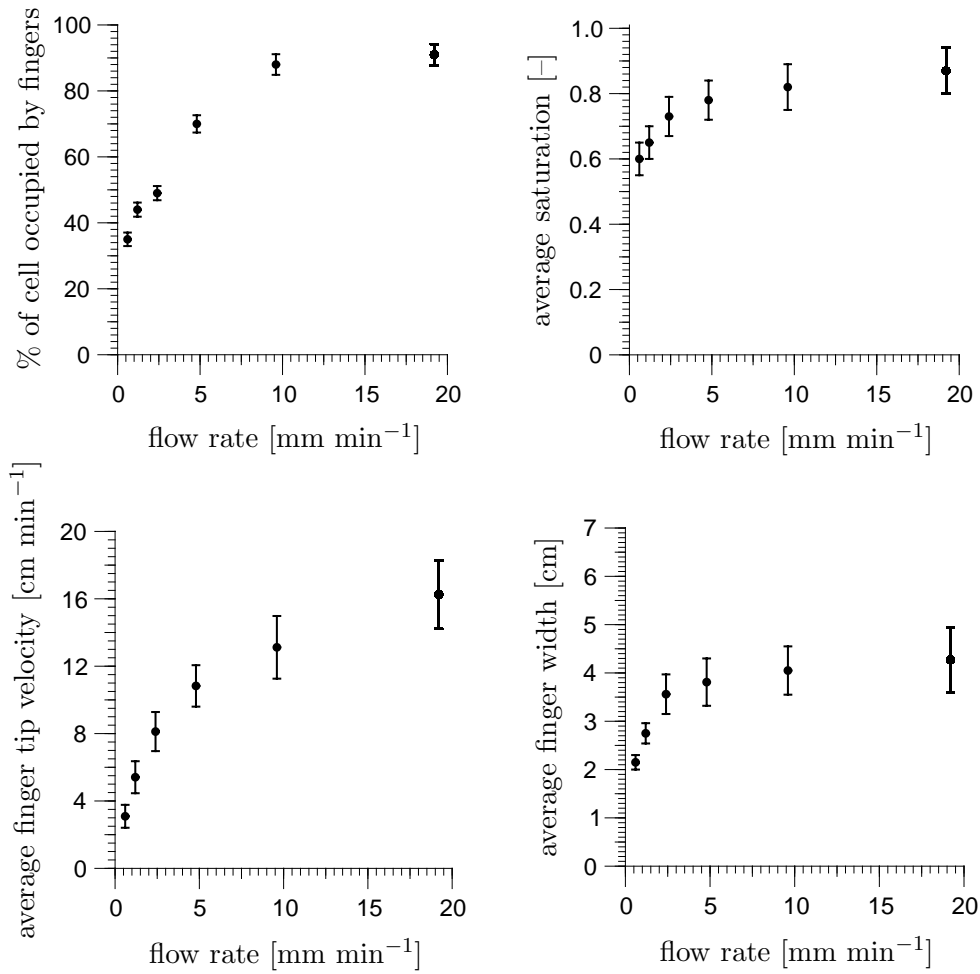 % of cell occupied by fingers
100
80
60
40
20
0
0 5 10 15 20
flow rate [mm min⁻¹]
average saturation [–]
1.0
0.8
0.6
0.4
0.2
0
0 5 10 15 20
flow rate [mm min⁻¹]
average finger tip velocity [cm min⁻¹]
20
16
12
8
4
0
0 5 10 15 20
flow rate [mm min⁻¹]
average finger width [cm]
7
6
5
4
3
2
1
0
0 5 10 15 20
flow rate [mm min⁻¹]